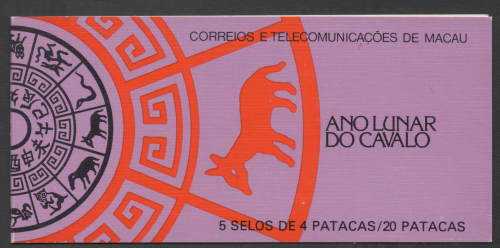 CORREIOS E TELECOMUNICAÇÕES DE MACAU
ANO LUNAR
DO CAVALO
5 SELOS DE 4 PATACAS/20 PATACAS